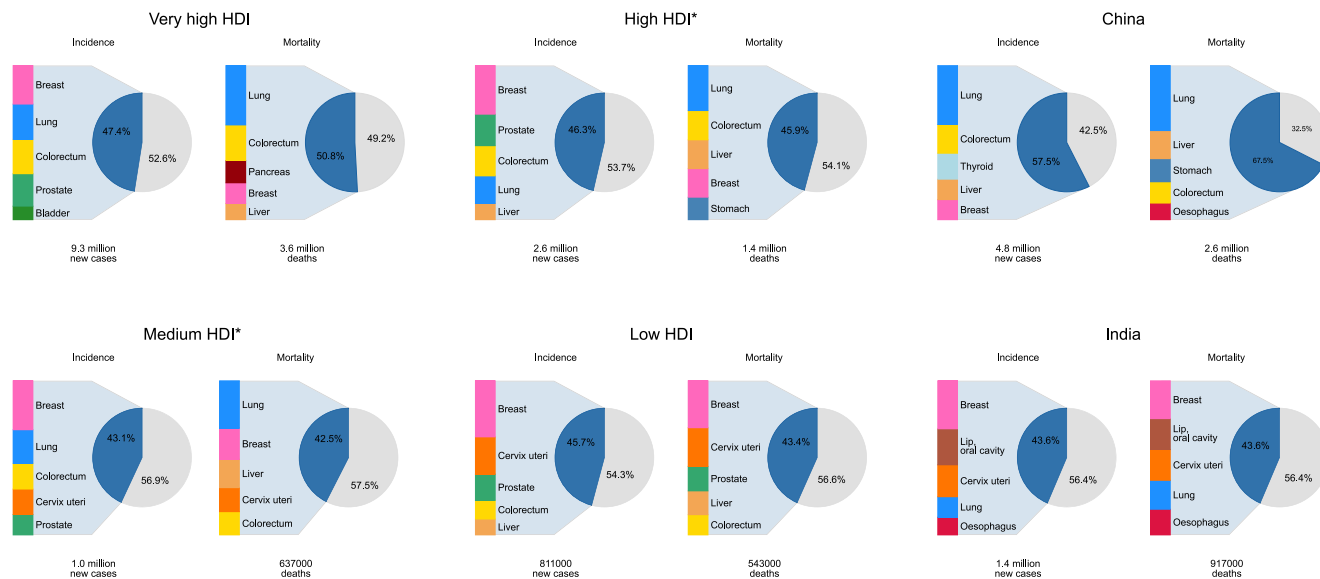 Very high HDI
Incidence
Mortality
Breast
Lung
Colorectum
Prostate
Bladder
47.4%
52.6%
9.3 million
new cases
Lung
Colorectum
Pancreas
Breast
Liver
50.8%
49.2%
3.6 million
deaths
High HDI*
Incidence
Mortality
Breast
Prostate
Colorectum
Lung
Liver
46.3%
53.7%
2.6 million
new cases
Lung
Colorectum
Liver
Breast
Stomach
45.9%
54.1%
1.4 million
deaths
China
Incidence
Mortality
Lung
Colorectum
Thyroid
Liver
Breast
57.5%
42.5%
4.8 million
new cases
Lung
Liver
Stomach
Colorectum
Oesophagus
67.5%
32.5%
2.6 million
deaths
Medium HDI*
Incidence
Mortality
Breast
Lung
Colorectum
Cervix uteri
Prostate
43.1%
56.9%
1.0 million
new cases
Lung
Breast
Liver
Cervix uteri
Colorectum
42.5%
57.5%
637000
deaths
Low HDI
Incidence
Mortality
Breast
Cervix uteri
Prostate
Colorectum
Liver
45.7%
54.3%
811000
new cases
Breast
Cervix uteri
Prostate
Liver
Colorectum
43.4%
56.6%
543000
deaths
India
Incidence
Mortality
Breast
Lip,
oral cavity
Cervix uteri
Lung
Oesophagus
43.6%
56.4%
1.4 million
new cases
Breast
Lip,
oral cavity
Cervix uteri
Lung
Oesophagus
43.6%
56.4%
917000
deaths